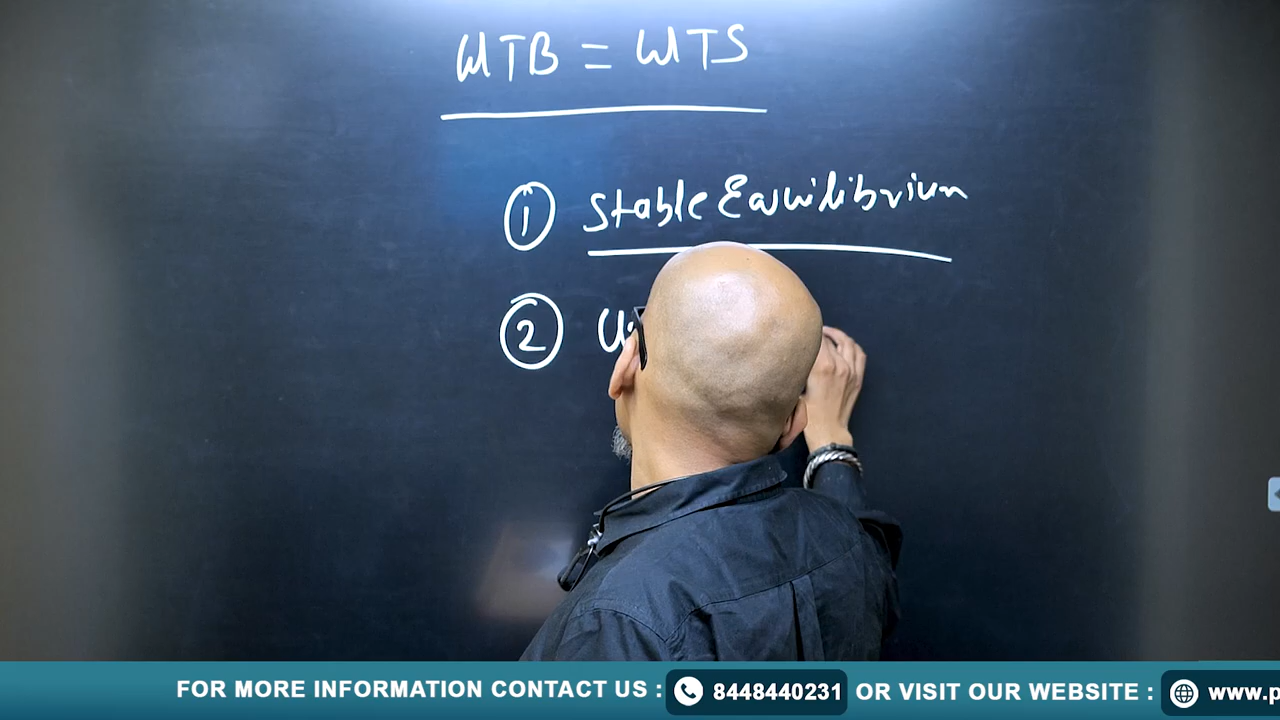 WTB = WTS
① Stable Equilibrium
②
FOR MORE INFORMATION CONTACT US : 8448440231 OR VISIT OUR WEBSITE : www.p